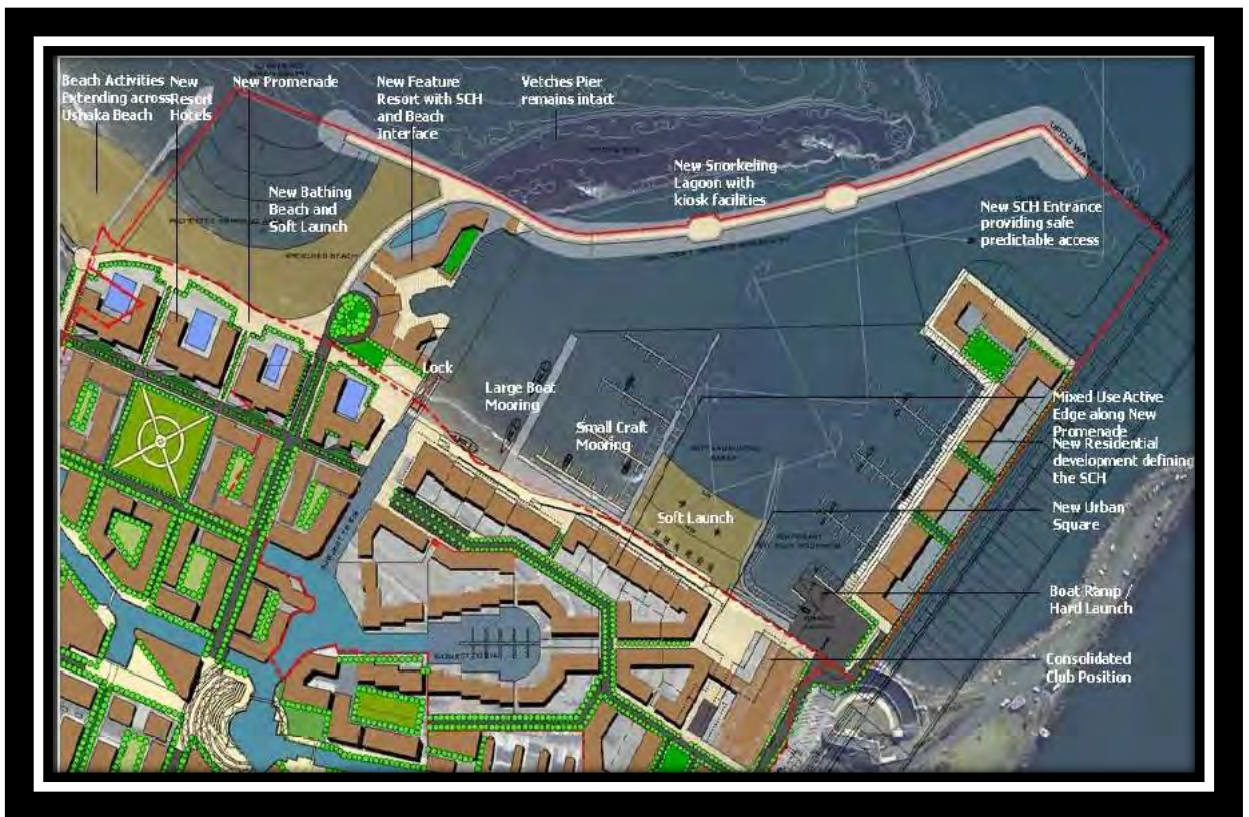 Beach Activities
Extending across
Ushaka Beach
New
Resort
Hotels
New Promenade
New Feature
Resort with SCH
and Beach
Interface
Vetches Pier
remains intact
New Bathing
Beach and
Soft Launch
New Snorkeling
Lagoon with
kiosk facilities
New SCH Entrance
providing safe
predictable access
Lock
Large Boat
Mooring
Small Craft
Mooring
Soft Launch
Mixed Use Active
Edge along New
Promenade
New Residential
development defining
the SCH
New Urban
Square
Boat Ramp /
Hard Launch
Consolidated
Club Position